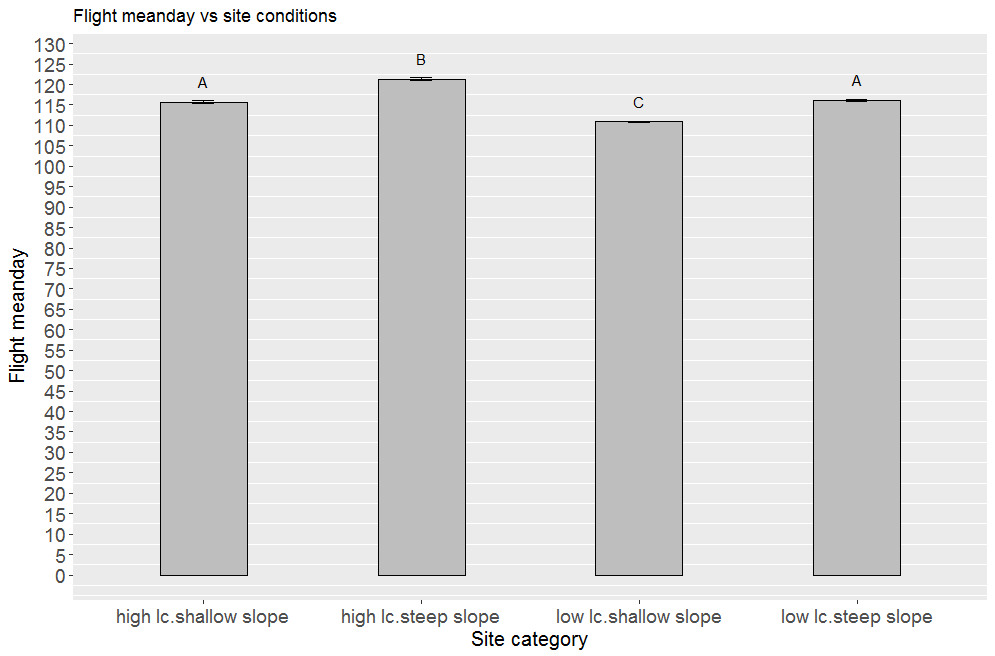 Flight meanday vs site conditions
130
125
120
115
110
105
100
95
90
85
80
75
70
65
60
55
50
45
40
35
30
25
20
15
10
5
0
Flight meanday
A
B
C
A
high lc.shallow slope
high lc.steep slope
low lc.shallow slope
low lc.steep slope
Site category